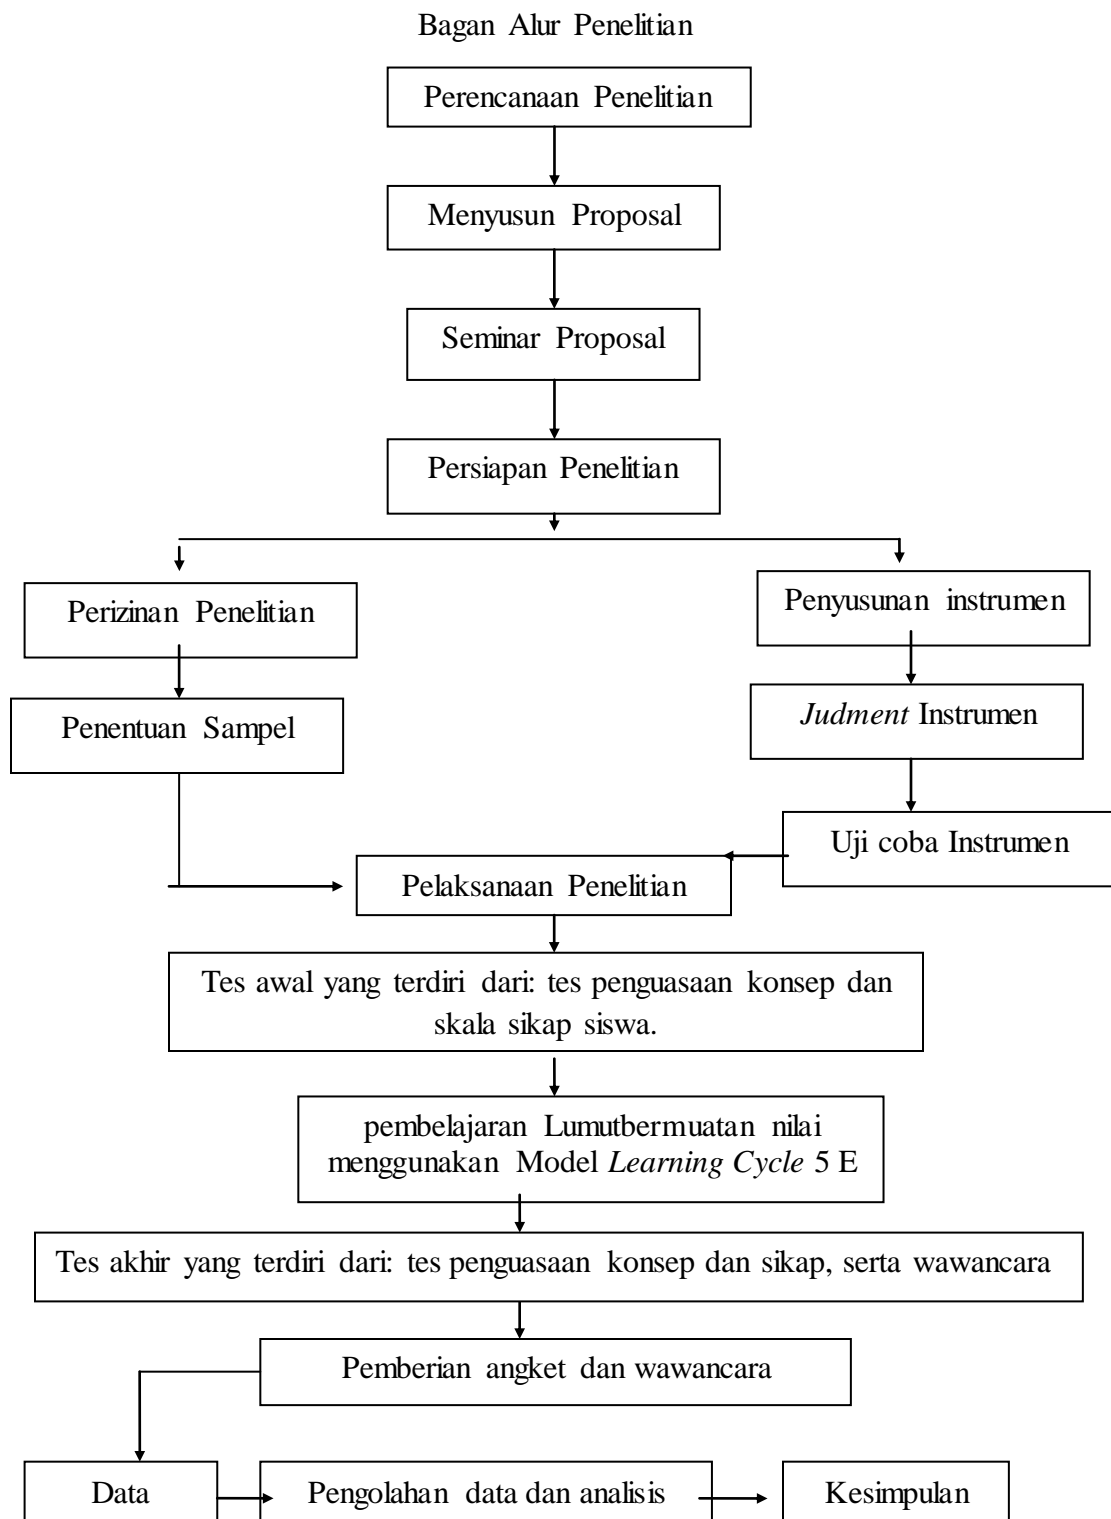 Bagan Alur Penelitian
Perencanaan Penelitian
Menyusun Proposal
Seminar Proposal
Persiapan Penelitian
Perizinan Penelitian
Penyusunan instrumen
Penentuan Sampel
Judment Instrumen
Uji coba Instrumen
Pelaksanaan Penelitian
Tes awal yang terdiri dari: tes penguasaan konsep dan
skala sikap siswa.
pembelajaran Lumutbermuatan nilai
menggunakan Model Learning Cycle 5 E
Tes akhir yang terdiri dari: tes penguasaan konsep dan sikap, serta wawancara
Pemberian angket dan wawancara
Data
Pengolahan data dan analisis
Kesimpulan